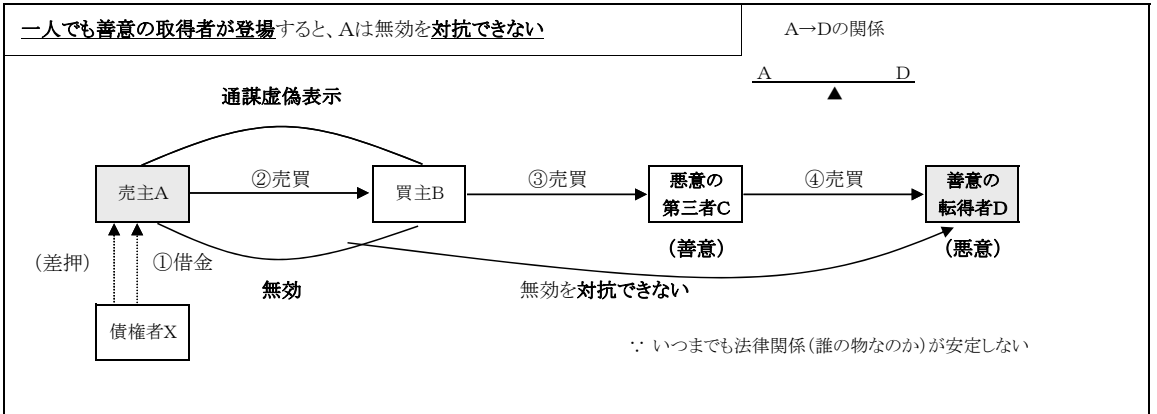 一人でも善意の取得者が登場すると、Aは無効を対抗できない
A→Dの関係
A D
▲
通謀虚偽表示
売主A
②売買
買主B
③売買
悪意の
第三者C
④売買
善意の
転得者D
(差押)
①借金
(善意)
(悪意)
無効
無効を対抗できない
債権者X
∵ いつまでも法律関係(誰の物なのか)が安定しない